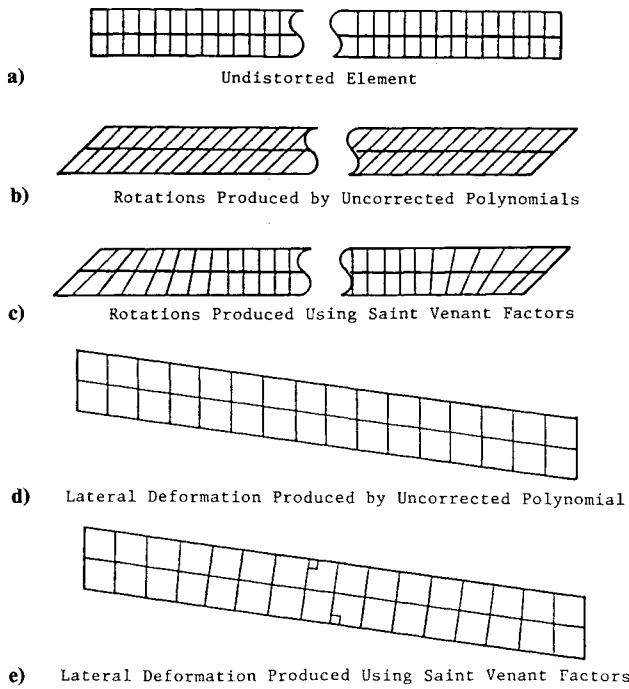 a) Undistorted Element
b) Rotations Produced by Uncorrected Polynomials
c) Rotations Produced Using Saint Venant Factors
d) Lateral Deformation Produced by Uncorrected Polynomial
e) Lateral Deformation Produced Using Saint Venant Factors